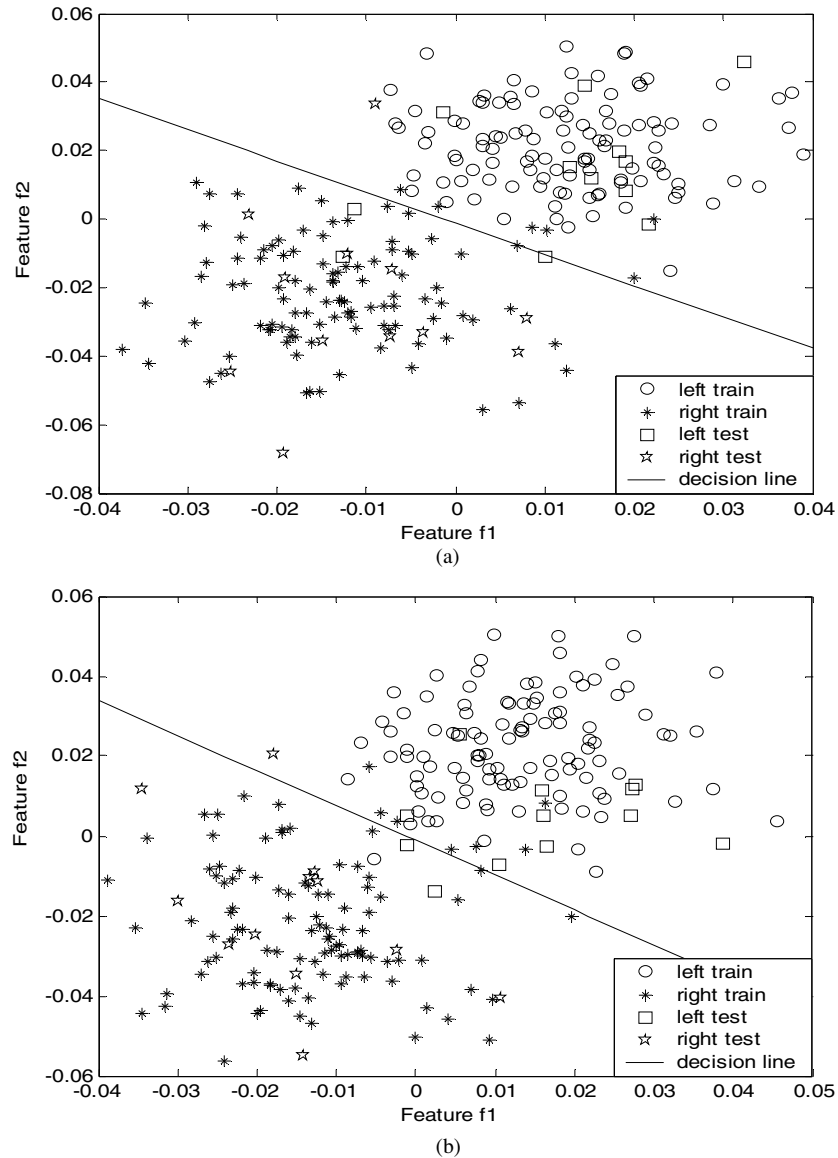 0.06
0.04
0.02
0
-0.02
-0.04
-0.06
-0.08
Feature f2
left train
right train
left test
right test
decision line
-0.04
-0.03
-0.02
-0.01
0
0.01
0.02
0.03
0.04
Feature f1
(a)
0.06
0.04
0.02
0
-0.02
-0.04
-0.06
Feature f2
left train
right train
left test
right test
decision line
-0.04
-0.03
-0.02
-0.01
0
0.01
0.02
0.03
0.04
0.05
Feature f1
(b)